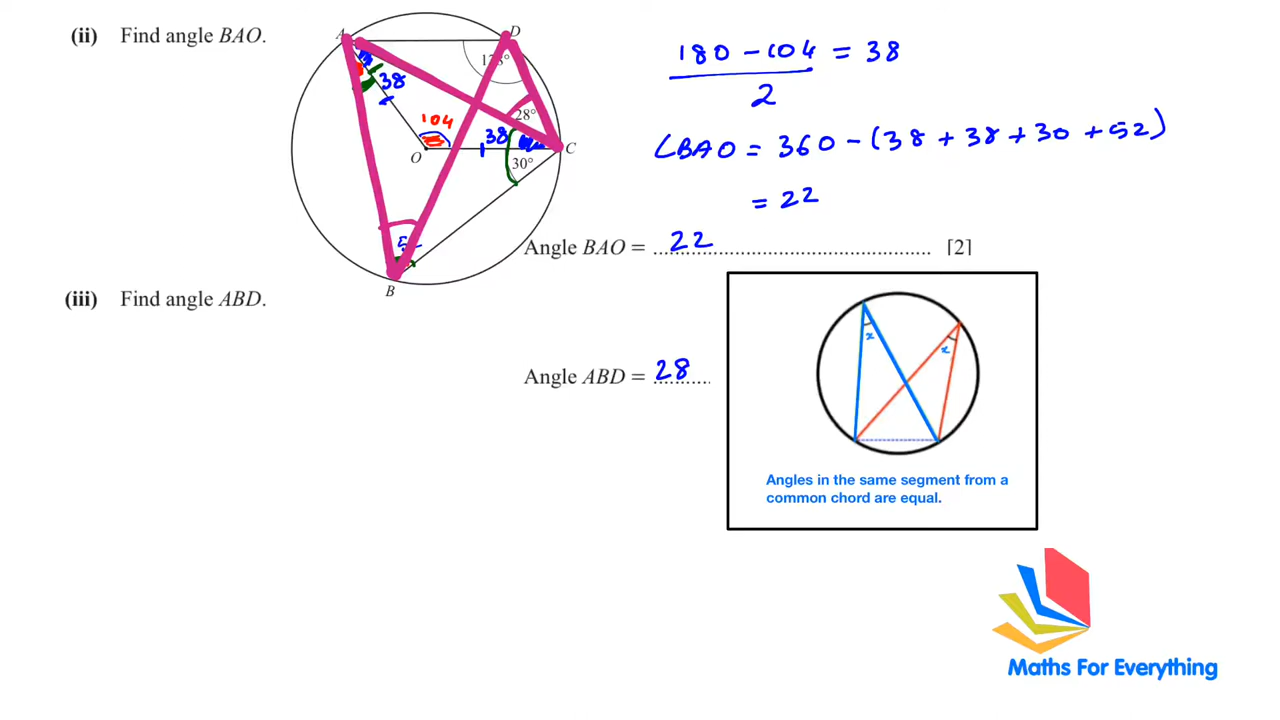 (ii) Find angle BAO.
A
D
128°
38
28°
104
38
O
C
30°
B
180 - 104 = 38
2
∠BAO = 360 - (38 + 38 + 30 + 52)
= 22
Angle BAO = 22 [2]
(iii) Find angle ABD.
Angle ABD = 28
x
x
Angles in the same segment from a
common chord are equal.
Maths For Everything